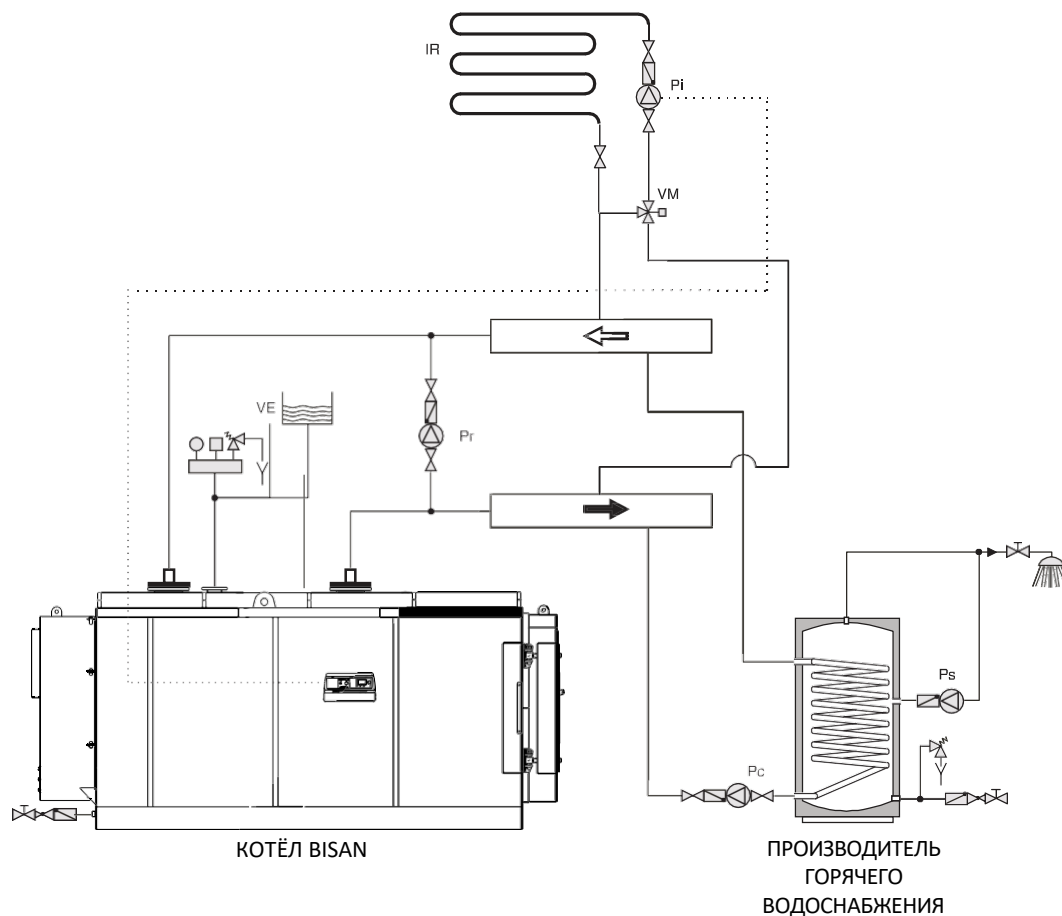 IR
Pi
VM
VE
Pr
Ps
Pc
КОТЁЛ BISAN
ПРОИЗВОДИТЕЛЬ
ГОРЯЧЕГО
ВОДОСНАБЖЕНИЯ